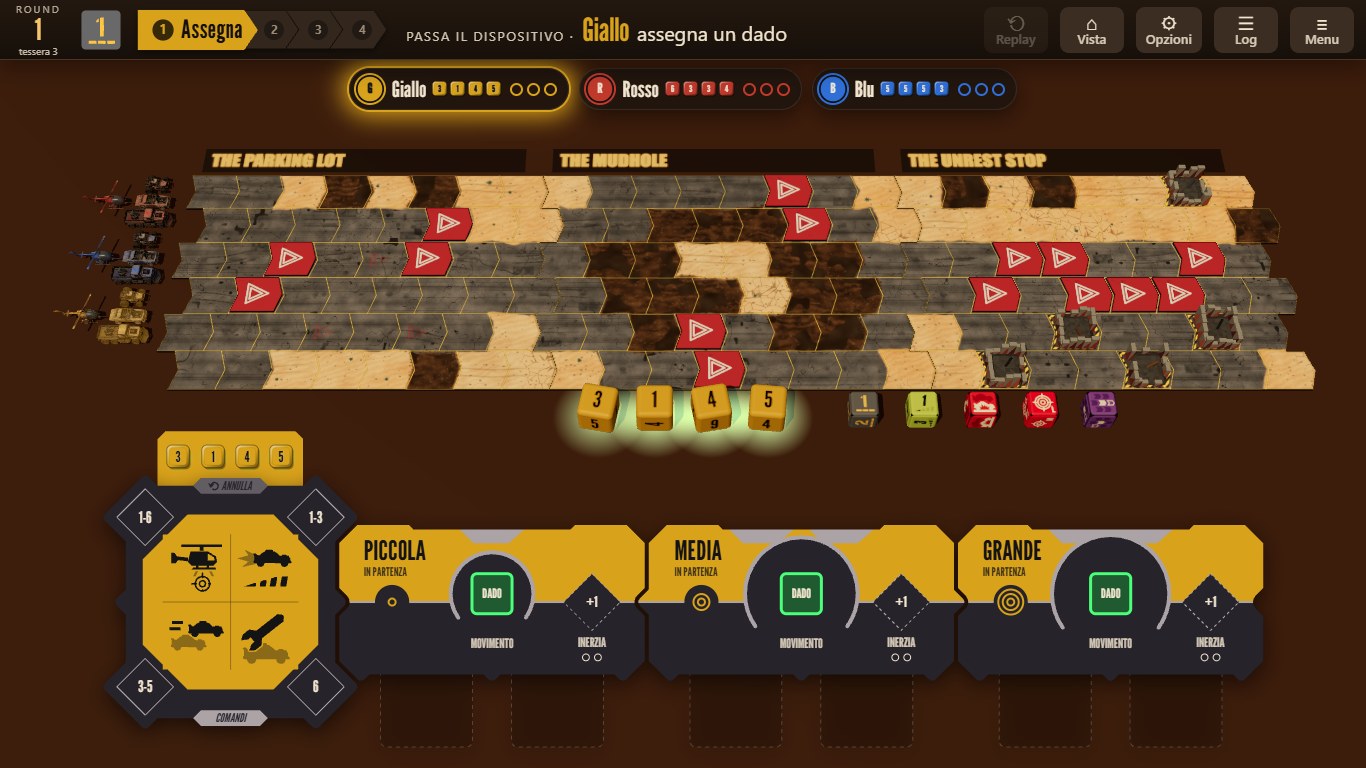 ROUND
1
tessera 3
1
1 Assegna 2 3 4
PASSA IL DISPOSITIVO · Giallo assegna un dado
Replay
Vista
Opzioni
Log
Menu
G Giallo 3 1 4 5
R Rosso 6 3 3 4
B Blu 5 5 5 3
THE PARKING LOT
THE MUDHOLE
THE UNREST STOP
3 1 4 5
5 4 6 4
1 1
3 1 4 5
ANNULLA
1-6
1-3
3-5
6
COMANDI
PICCOLA
IN PARTENZA
DADO
+1
MOVIMENTO
INERZIA
MEDIA
IN PARTENZA
DADO
+1
MOVIMENTO
INERZIA
GRANDE
IN PARTENZA
DADO
+1
MOVIMENTO
INERZIA